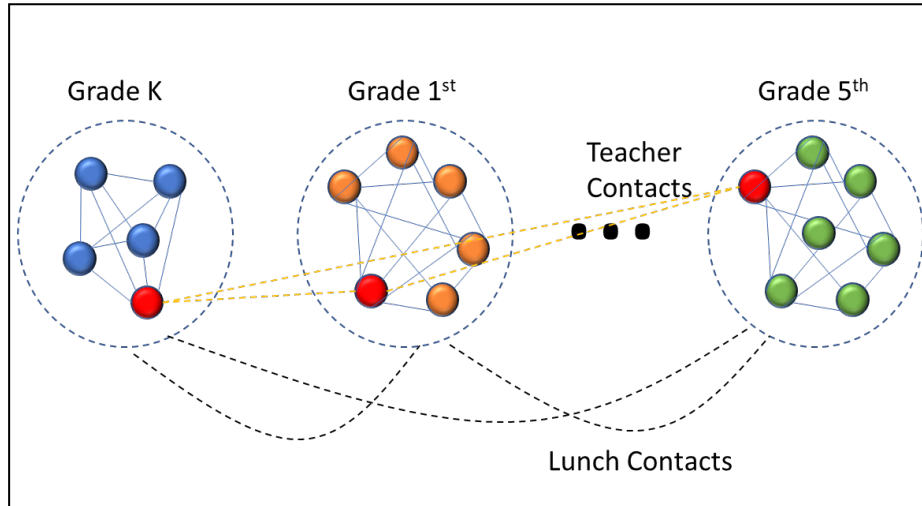 Grade K
Grade 1st
Grade 5th
Teacher
Contacts
Lunch Contacts